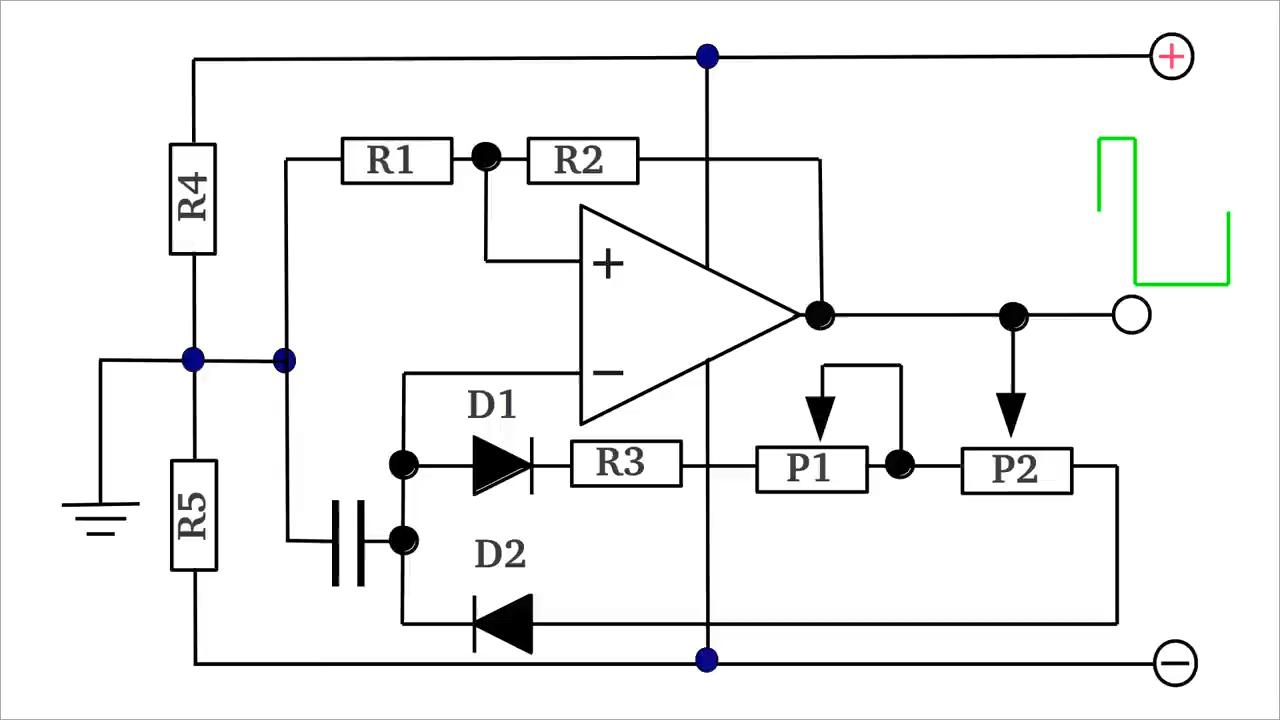 +
R1
R2
R4
+
−
D1
R3
P1
P2
R5
D2
−